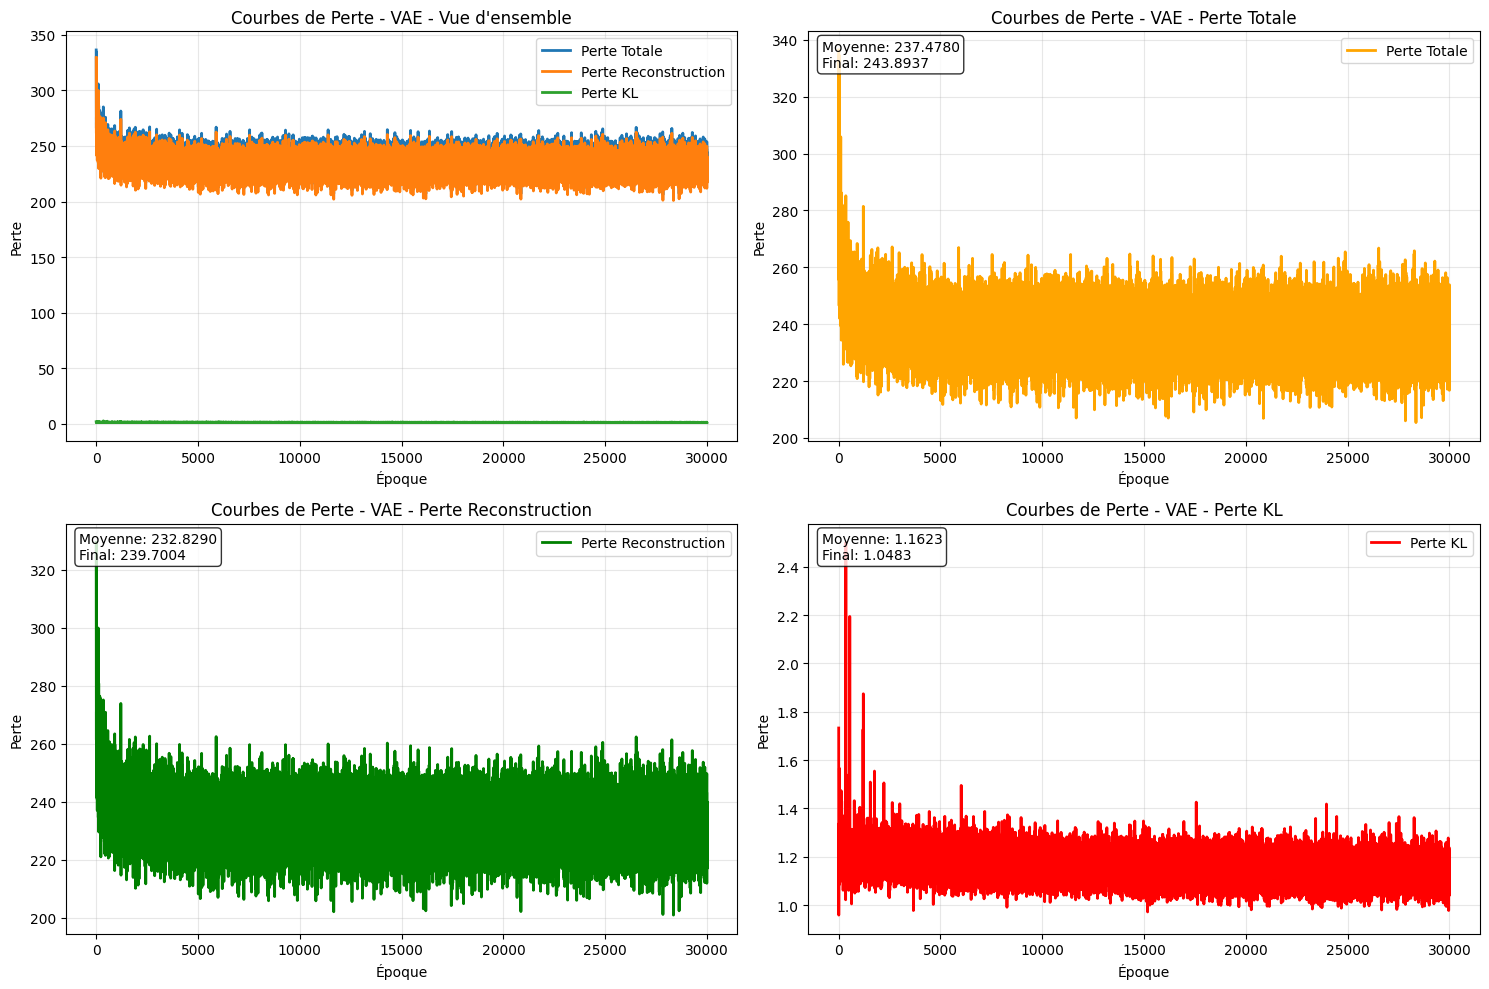 Courbes de Perte - VAE - Vue d'ensemble
350
300
250
200
150
100
50
0
Perte
Perte Totale
Perte Reconstruction
Perte KL
0 5000 10000 15000 20000 25000 30000
Époque
Courbes de Perte - VAE - Perte Totale
340
320
300
280
260
240
220
200
Perte
Moyenne: 237.4780
Final: 243.8937
Perte Totale
0 5000 10000 15000 20000 25000 30000
Époque
Courbes de Perte - VAE - Perte Reconstruction
320
300
280
260
240
220
200
Perte
Moyenne: 232.8290
Final: 239.7004
Perte Reconstruction
0 5000 10000 15000 20000 25000 30000
Époque
Courbes de Perte - VAE - Perte KL
2.4
2.2
2.0
1.8
1.6
1.4
1.2
1.0
Perte
Moyenne: 1.1623
Final: 1.0483
Perte KL
0 5000 10000 15000 20000 25000 30000
Époque